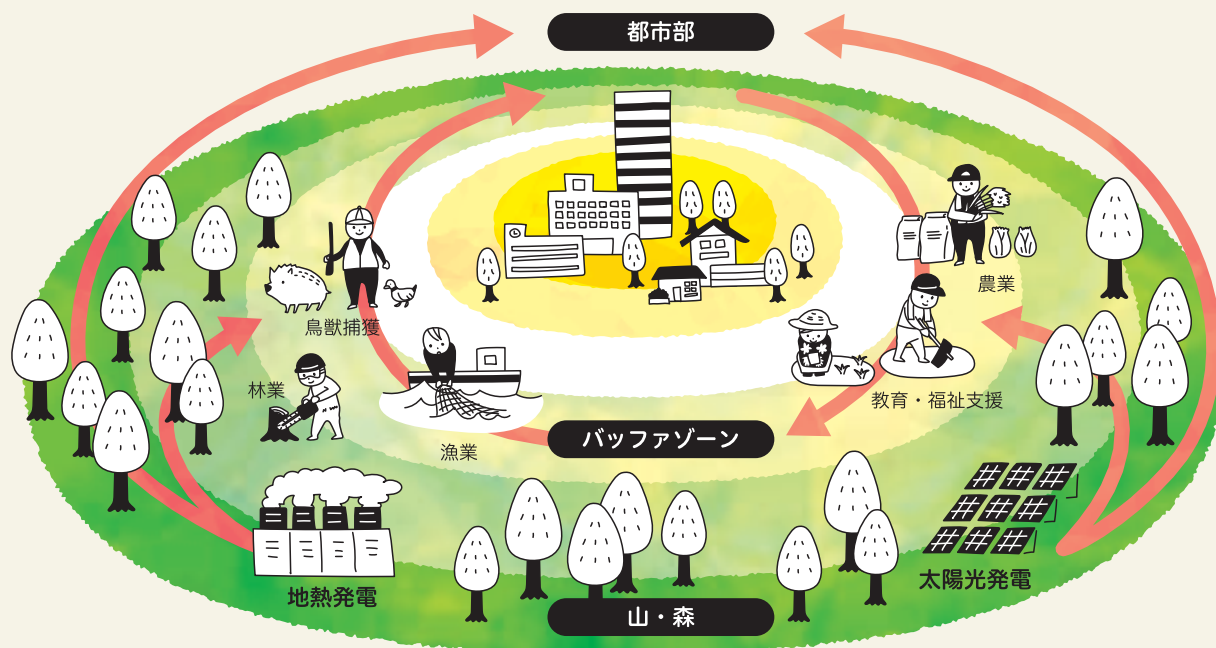 都市部
農業
鳥獣捕獲
林業
教育・福祉支援
バッファゾーン
漁業
太陽光発電
地熱発電
山・森